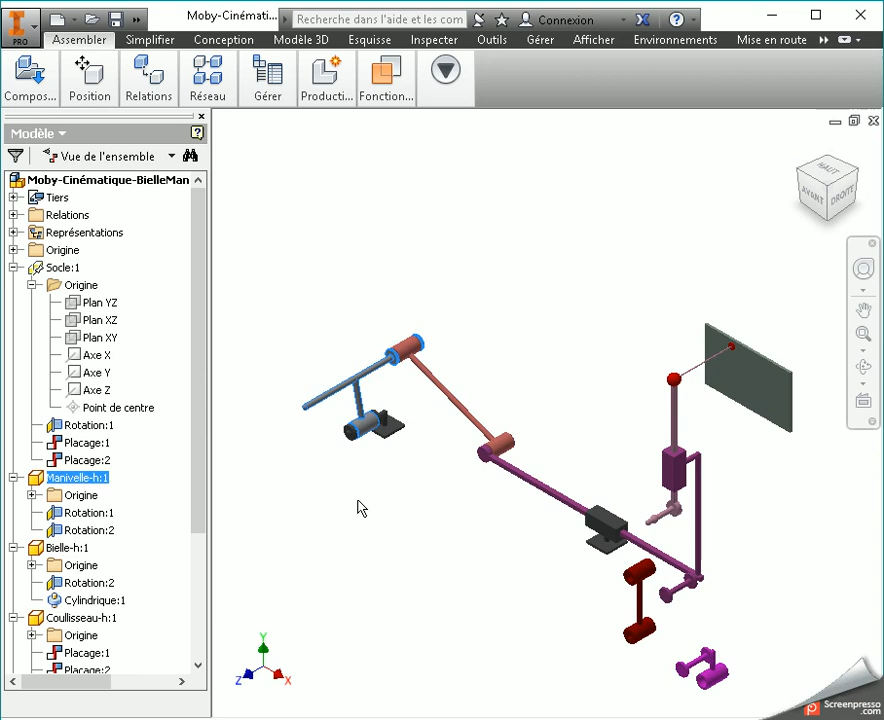 Moby-Cinémati...
Recherche dans l'aide et les com
Connexion
PRO
Assembler
Simplifier
Conception
Modèle 3D
Esquisse
Inspecter
Outils
Gérer
Afficher
Environnements
Mise en route
Compos...
Position
Relations
Réseau
Gérer
Producti...
Fonction...
Modèle
Vue de l'ensemble
Moby-Cinématique-BielleMan
Tiers
Relations
Représentations
Origine
Socle:1
Origine
Plan YZ
Plan XZ
Plan XY
Axe X
Axe Y
Axe Z
Point de centre
Rotation:1
Placage:1
Placage:2
Manivelle-h:1
Origine
Rotation:1
Rotation:2
Bielle-h:1
Origine
Rotation:2
Cylindrique:1
Coullisseau-h:1
Origine
Placage:1
Placage:2
HAUT
AVANT
DROITE
Y
Z
X
Screenpresso
.com